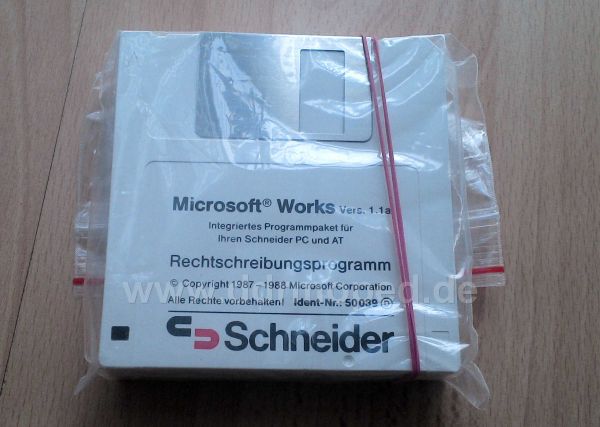 Microsoft® Works Vers. 1.1a
Integriertes Programmpaket für
Ihren Schneider PC und AT
Rechtschreibungsprogramm
© Copyright 1987-1988 Microsoft Corporation
Alle Rechte vorbehalten! Ident-Nr.: 50039 ⓓ
Schneider